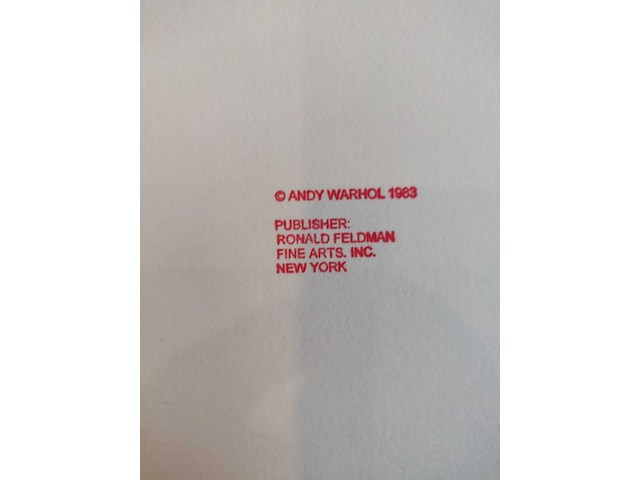 © ANDY WARHOL 1983
PUBLISHER:
RONALD FELDMAN
FINE ARTS. INC.
NEW YORK